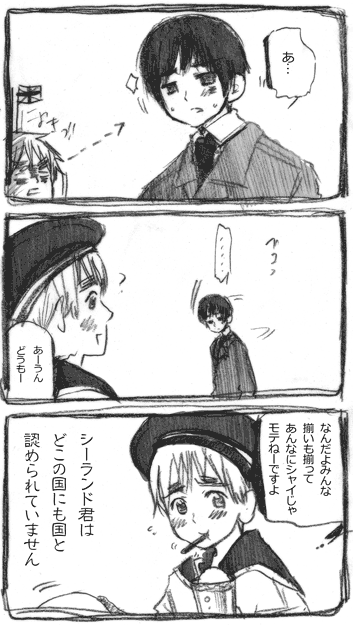 あ…
ペコッ
あーうん
どうもー
なんだよみんな
揃いも揃って
あんなにシャイじゃ
モテねーですよ
シーランド君は
どこの国にも国と
認められていません